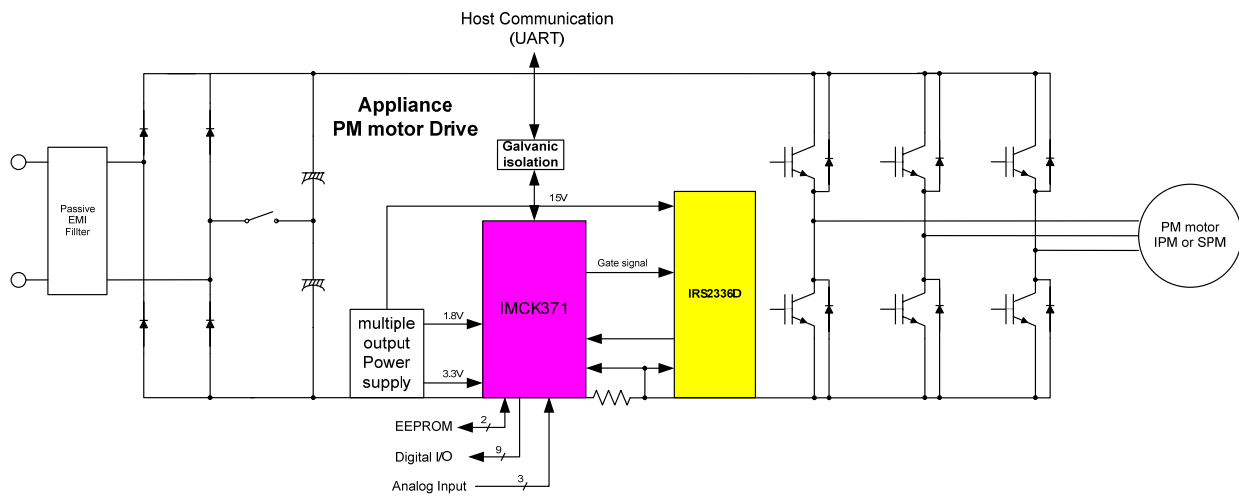 Host Communication
(UART)
Appliance
PM motor Drive
Galvanic
isolation
Passive
EMI
Fillter
15V
PM motor
IPM or SPM
Gate signal
IRS2336D
IMCK371
multiple
output
Power
supply
1.8V
3.3V
EEPROM
2
Digital I/O
9
Analog Input
3